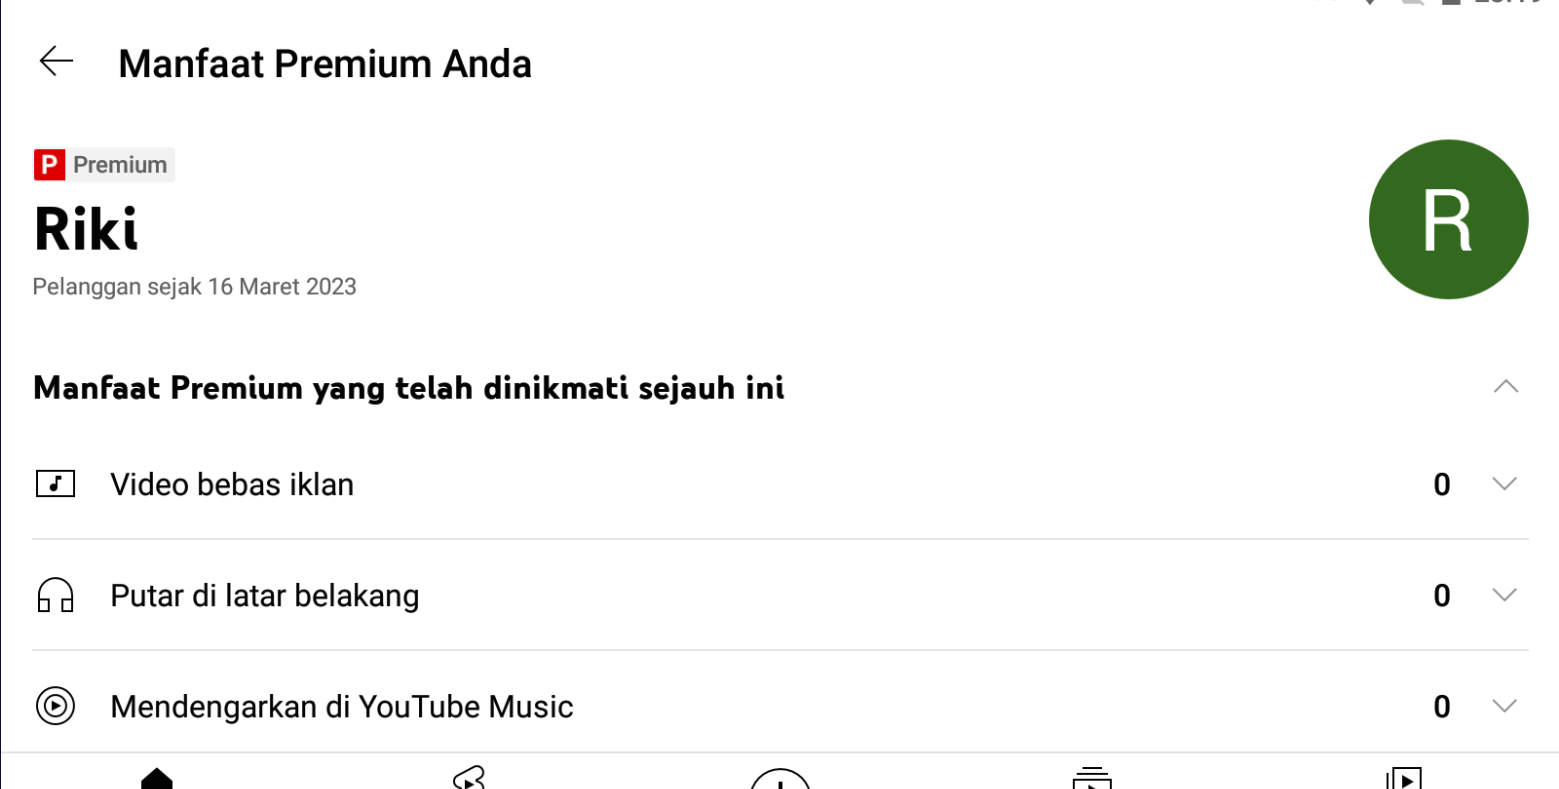 Manfaat Premium Anda
P Premium
Riki
R
Pelanggan sejak 16 Maret 2023
Manfaat Premium yang telah dinikmati sejauh ini
Video bebas iklan 0
Putar di latar belakang 0
Mendengarkan di YouTube Music 0